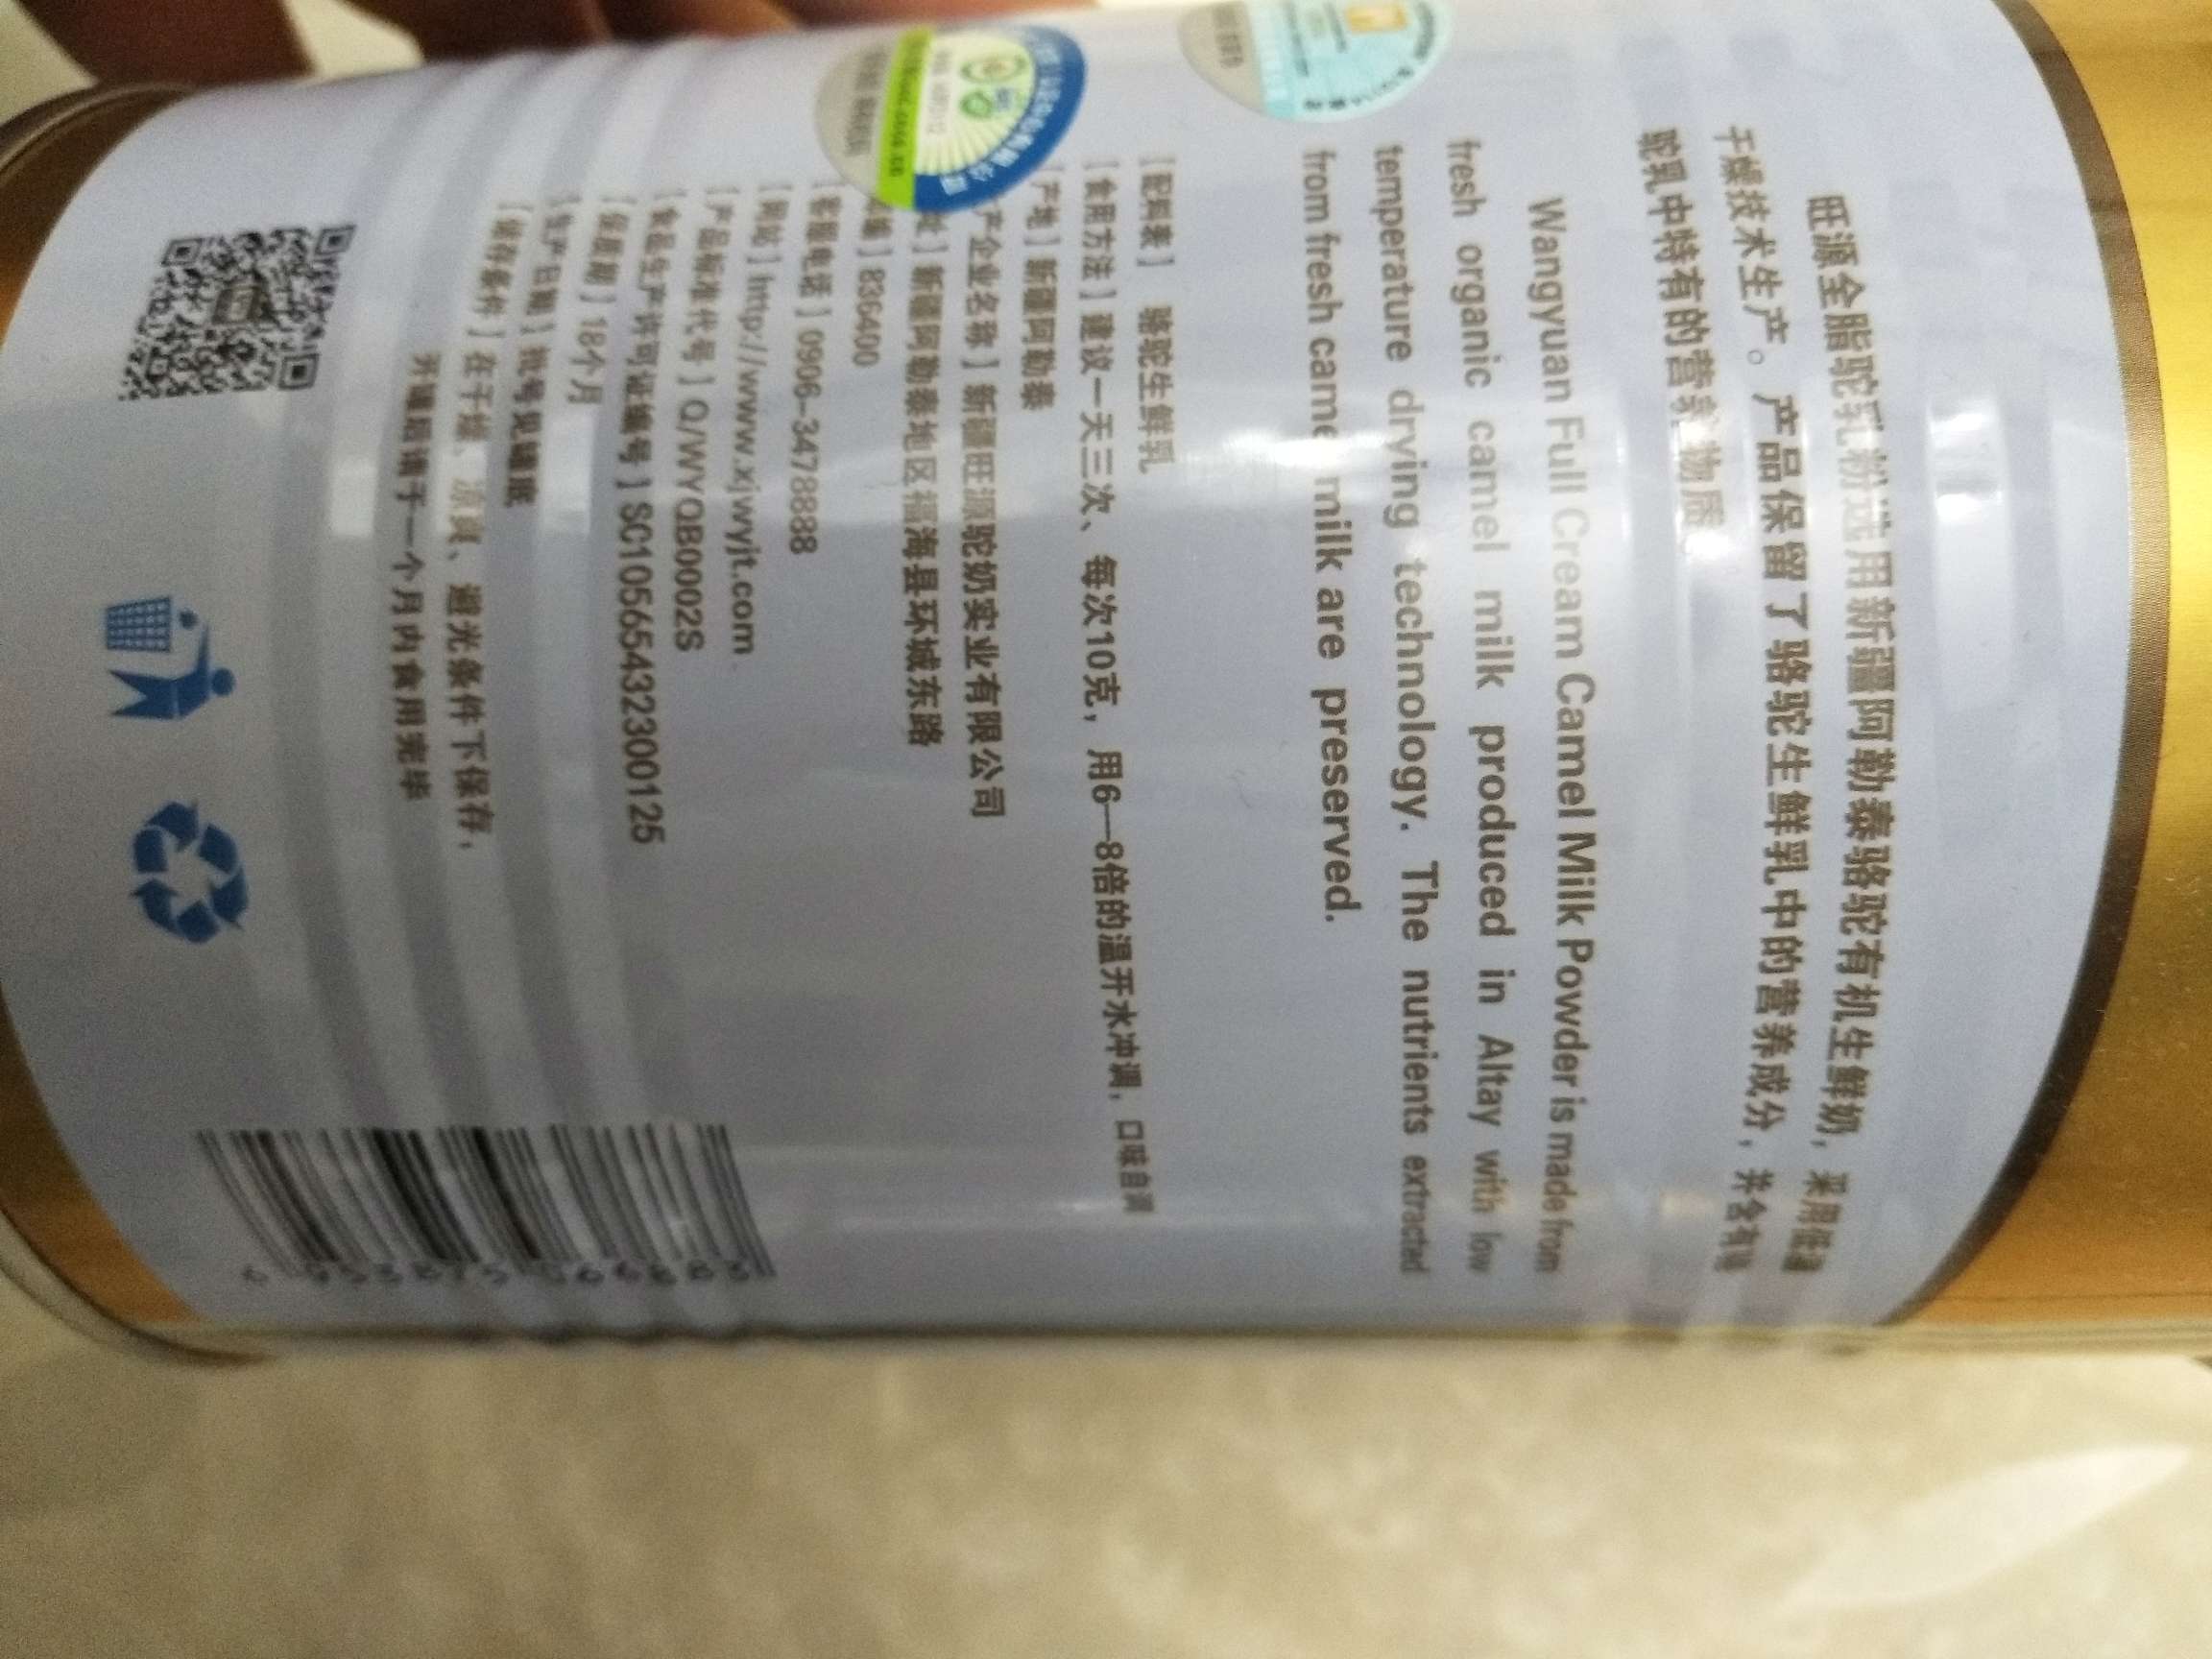 旺源全脂驼乳粉选用新疆阿勒泰骆驼有机生鲜奶，采用低温
干燥技术生产。产品保留了骆驼生鲜乳中的营养成分，并含有骆
驼乳中特有的营养物质
Wangyuan Full Cream Camel Milk Powder is made from
fresh organic camel milk produced in Altay with low
temperature drying technology. The nutrients extracted
from fresh came milk are preserved.
[配料表] 骆驼生鲜乳
[食用方法] 建议一天三次、每次10克，用6—8倍的温开水冲调，口味自调
[产地] 新疆阿勒泰
产企业名称] 新疆旺源驼奶实业有限公司
址] 新疆阿勒泰地区福海县环城东路
编] 836400
[客服电话] 0906-3478888
[网站] http://www.xjwyjt.com
[产品标准代号] Q/WYQB0002S
[食品生产许可证编号] SC10565432300125
[保质期] 18个月
[生产日期] 批号见罐底
[储存条件] 在干燥、凉爽、避光条件下保存，
开罐后请于一个月内食用完毕